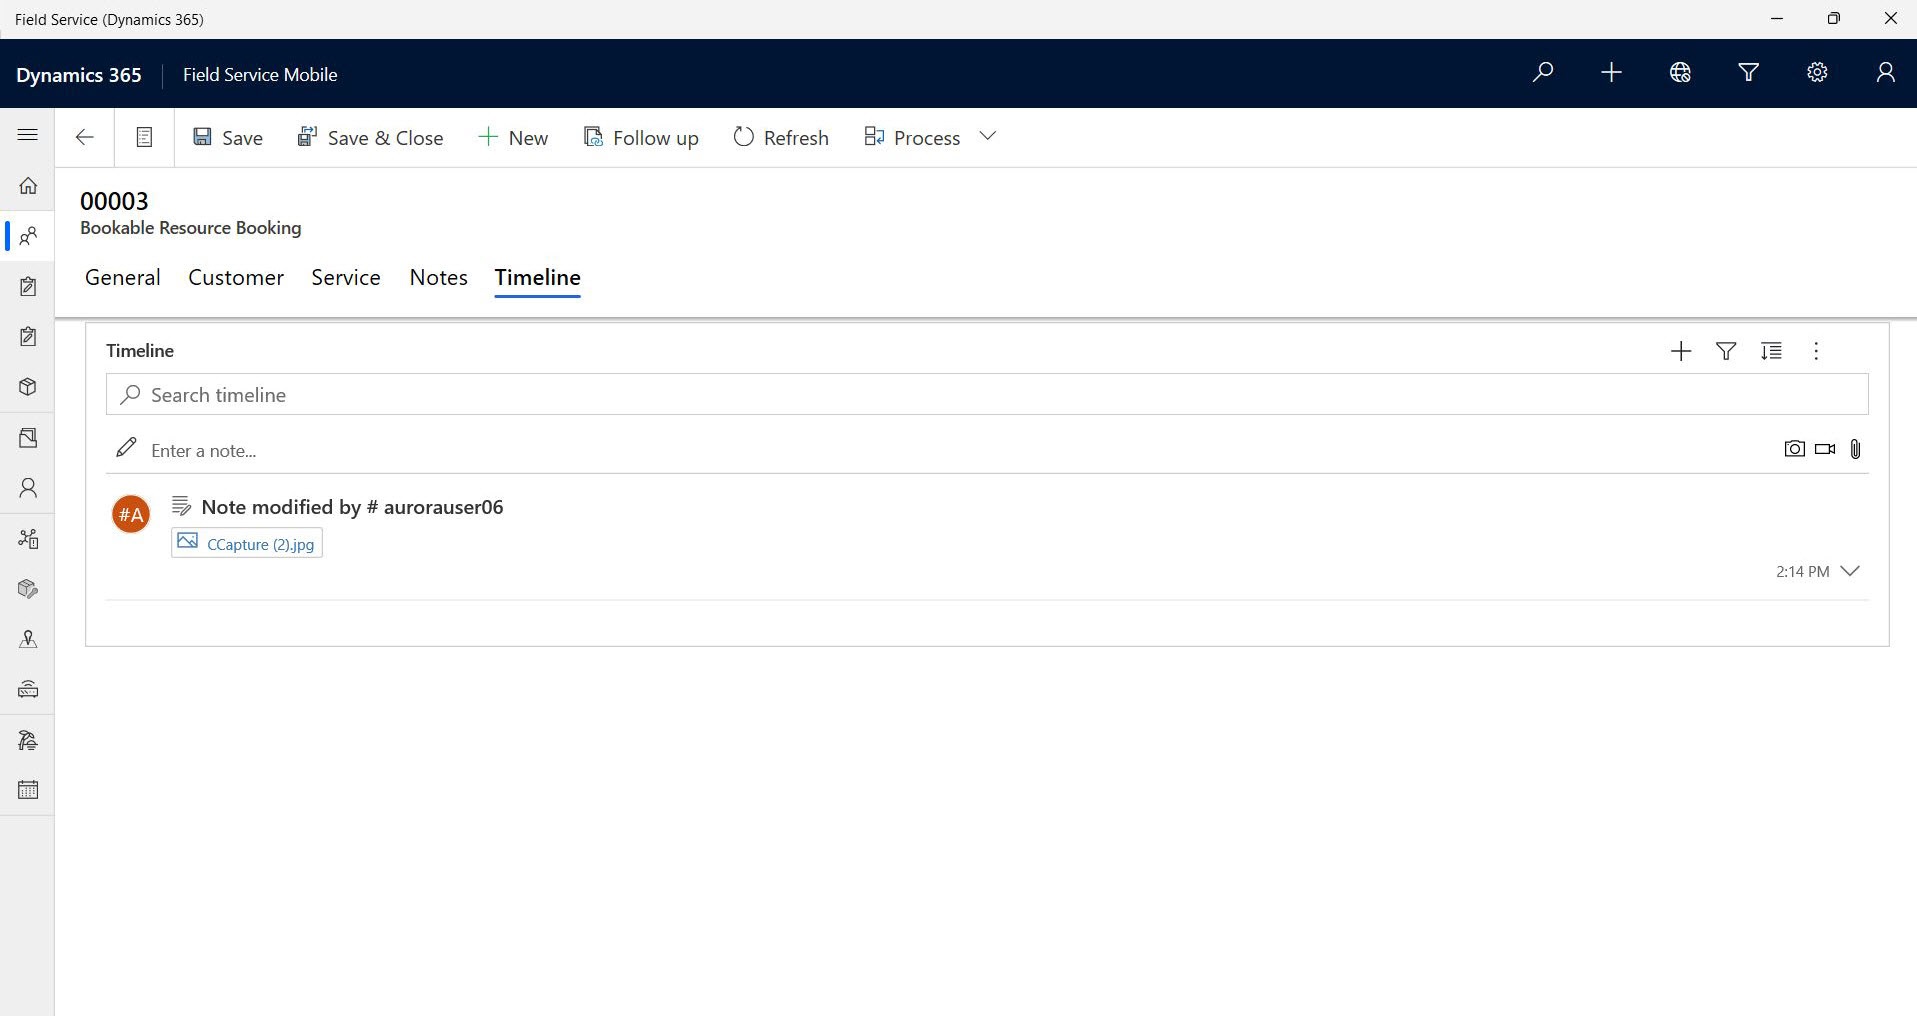 Field Service (Dynamics 365)
Dynamics 365 Field Service Mobile
Save Save & Close New Follow up Refresh Process
00003
Bookable Resource Booking
General Customer Service Notes Timeline
Timeline
Search timeline
Enter a note...
#A Note modified by # aurorauser06
CCapture (2).jpg
2:14 PM